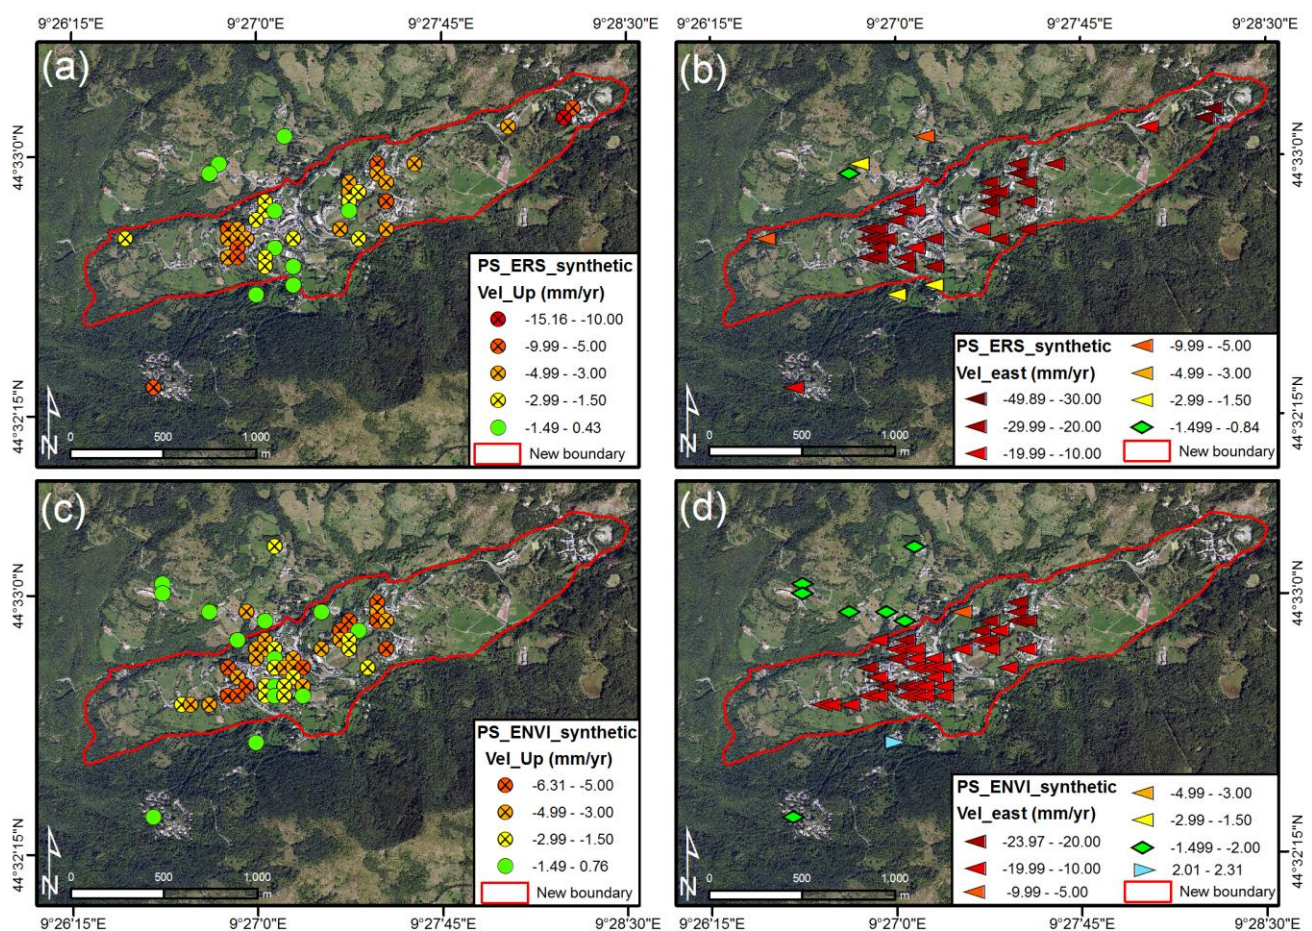 9°26'15"E 9°27'0"E 9°27'45"E 9°28'30"E
9°26'15"E 9°27'0"E 9°27'45"E 9°28'30"E
(a)
44°33'0"N
44°32'15"N
PS_ERS_synthetic
Vel_Up (mm/yr)
-15.16 - -10.00
-9.99 - -5.00
-4.99 - -3.00
-2.99 - -1.50
-1.49 - 0.43
New boundary
N
0 500 1.000
m
(b)
44°33'0"N
44°32'15"N
PS_ERS_synthetic
Vel_east (mm/yr)
-49.89 - -30.00
-29.99 - -20.00
-19.99 - -10.00
-9.99 - -5.00
-4.99 - -3.00
-2.99 - -1.50
-1.499 - -0.84
New boundary
N
0 500 1.000
m
(c)
44°33'0"N
44°32'15"N
PS_ENVI_synthetic
Vel_Up (mm/yr)
-6.31 - -5.00
-4.99 - -3.00
-2.99 - -1.50
-1.49 - 0.76
New boundary
N
0 500 1.000
m
(d)
44°33'0"N
44°32'15"N
PS_ENVI_synthetic
Vel_east (mm/yr)
-23.97 - -20.00
-19.99 - -10.00
-9.99 - -5.00
-4.99 - -3.00
-2.99 - -1.50
-1.499 - -2.00
2.01 - 2.31
New boundary
N
0 500 1.000
m
9°26'15"E 9°27'0"E 9°27'45"E 9°28'30"E
9°26'15"E 9°27'0"E 9°27'45"E 9°28'30"E